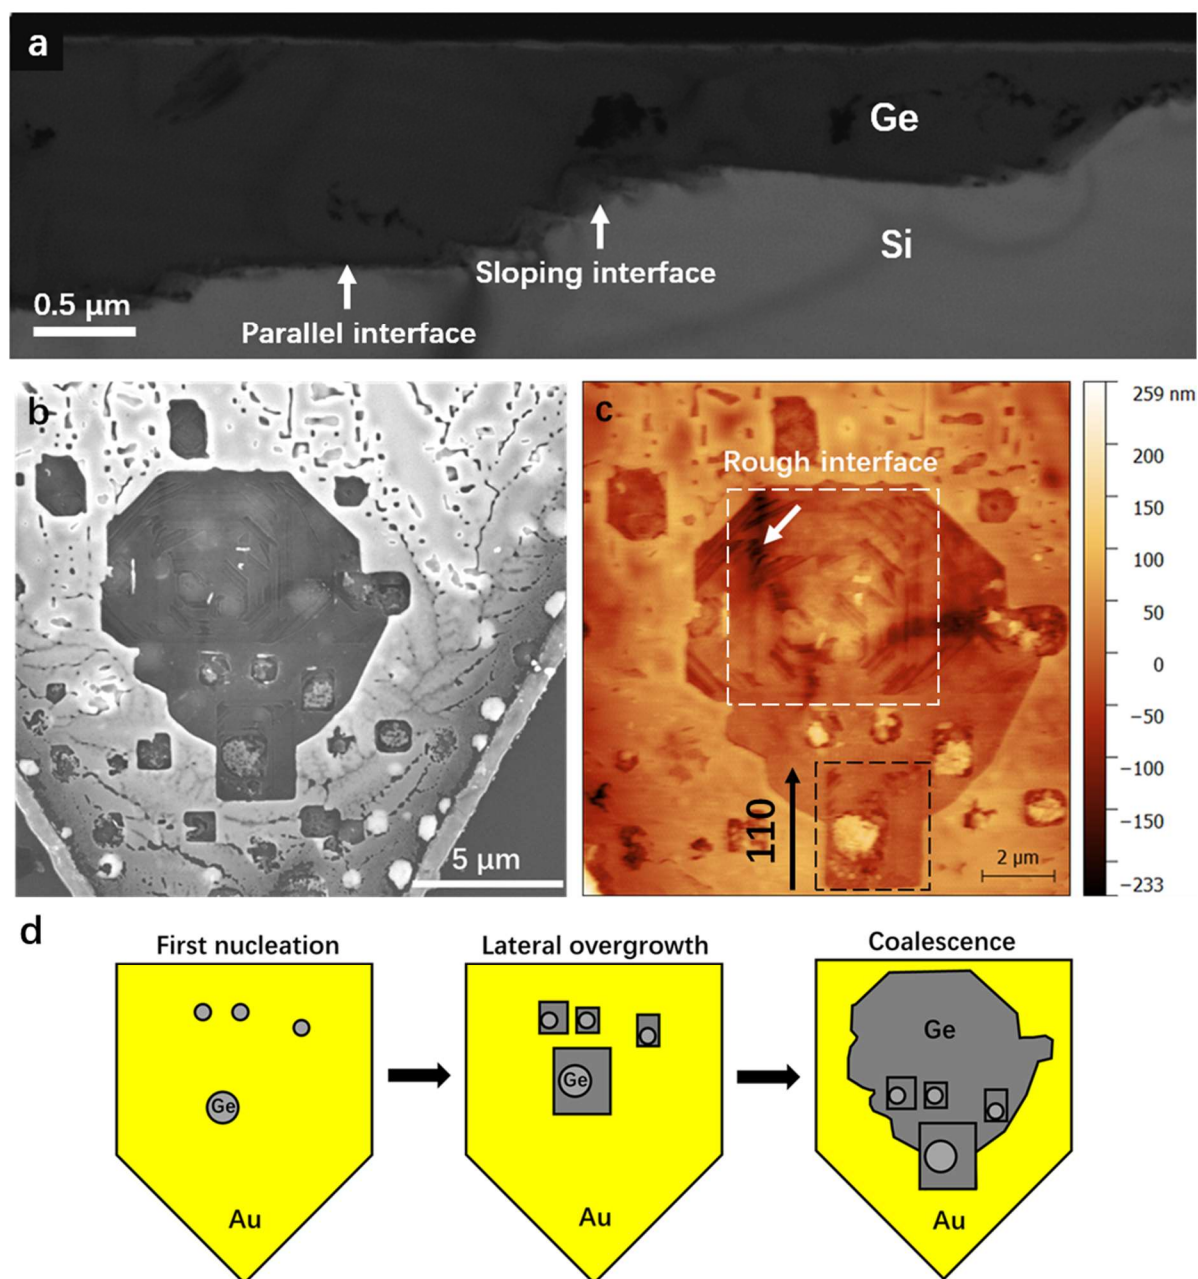 a
Ge
Si
Sloping interface
Parallel interface
0.5 μm
b
5 μm
c
Rough interface
110
2 μm
259 nm
200
150
100
50
0
−50
−100
−150
−233
d
First nucleation
Lateral overgrowth
Coalescence
Ge
Au
Ge
Au
Ge
Au